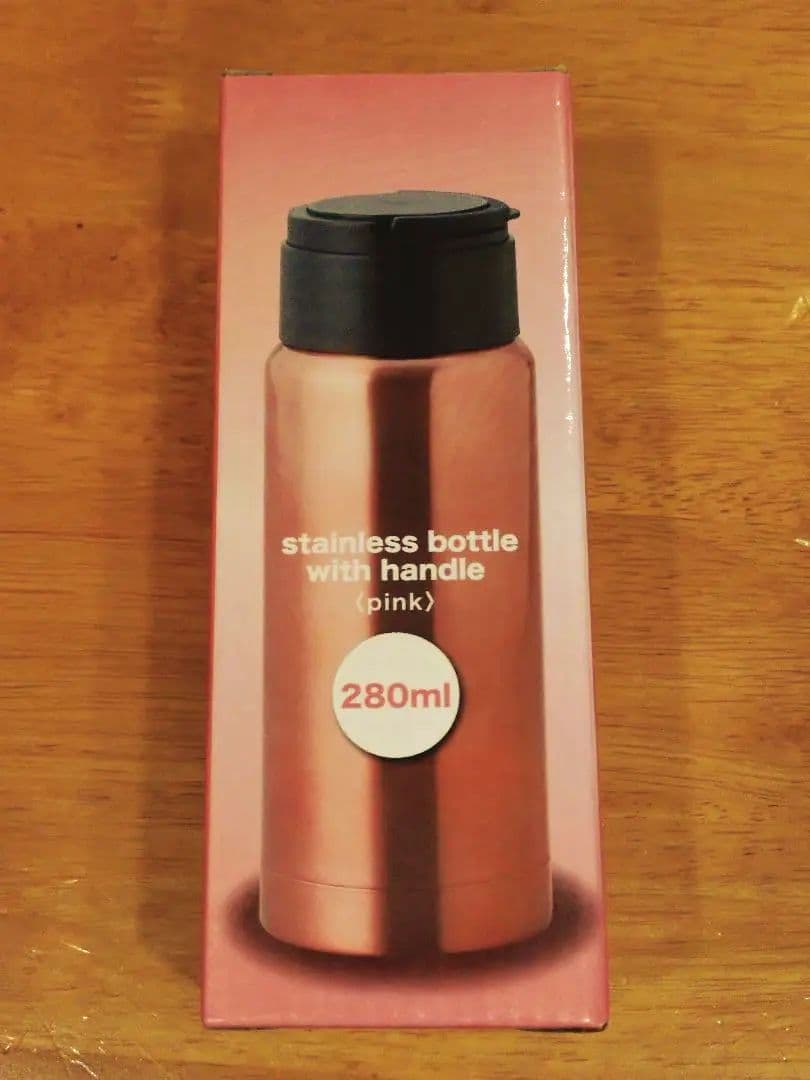 stainless bottle
with handle
〈pink〉
280ml